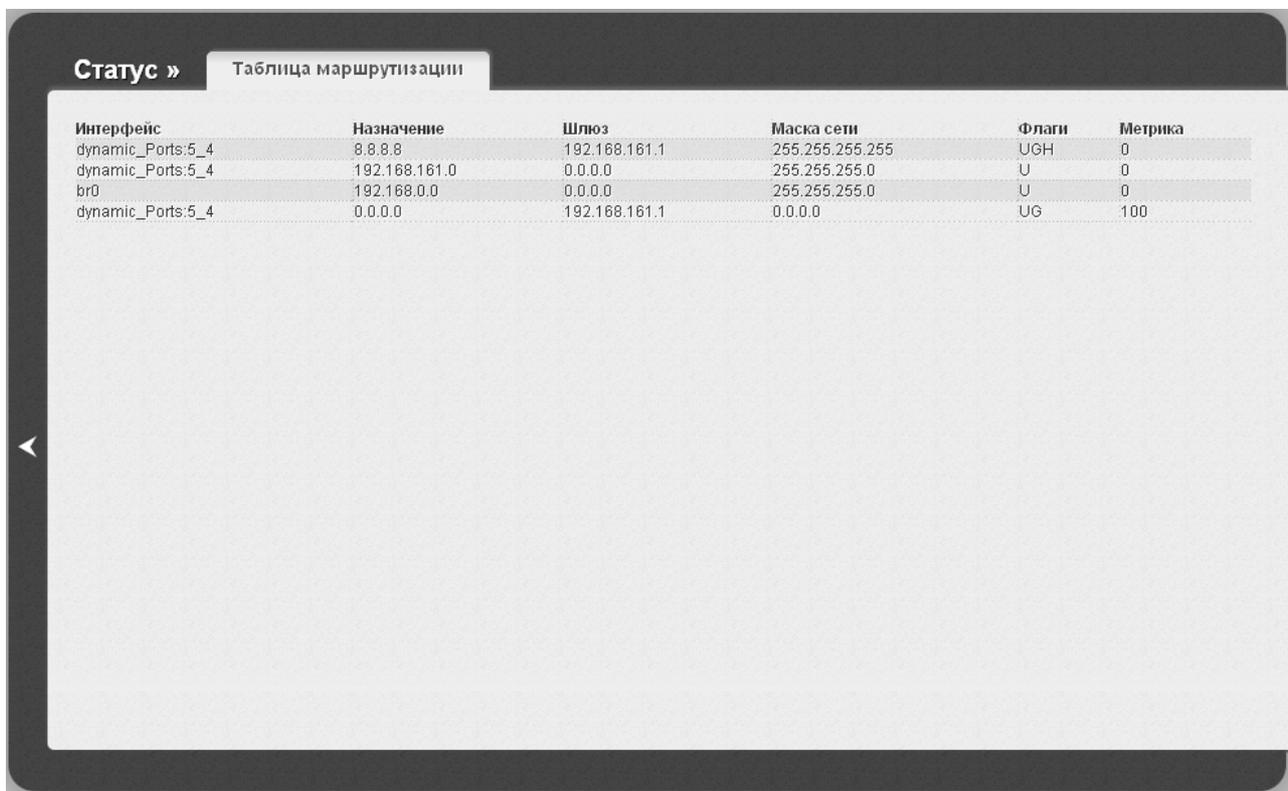 Статус » Таблица маршрутизации
Интерфейс Назначение Шлюз Маска сети Флаги Метрика
dynamic_Ports:5_4 8.8.8.8 192.168.161.1 255.255.255.255 UGH 0
dynamic_Ports:5_4 192.168.161.0 0.0.0.0 255.255.255.0 U 0
br0 192.168.0.0 0.0.0.0 255.255.255.0 U 0
dynamic_Ports:5_4 0.0.0.0 192.168.161.1 0.0.0.0 UG 100